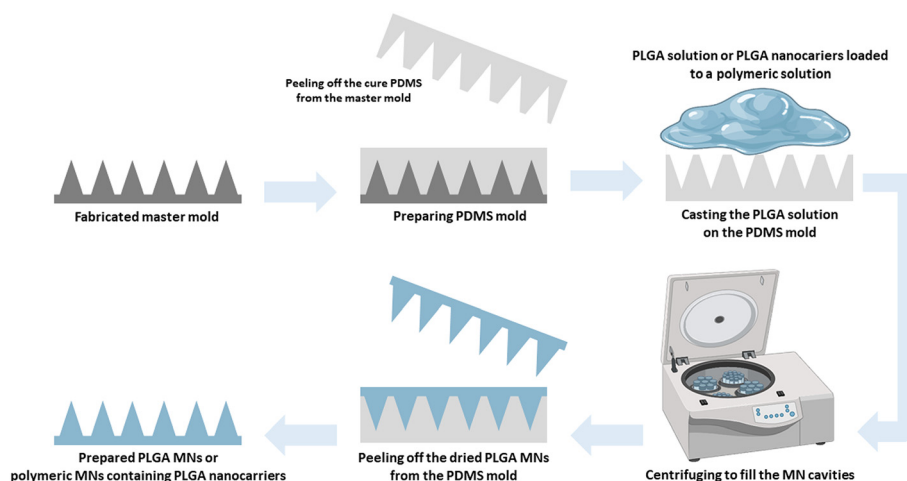 Peeling off the cure PDMS
from the master mold
PLGA solution or PLGA nanocariers loaded
to a polymeric solution
Fabricated master mold
Preparing PDMS mold
Casting the PLGA solution
on the PDMS mold
Prepared PLGA MNs or
polymeric MNs containing PLGA nanocarriers
Peeling off the dried PLGA MNs
from the PDMS mold
Centrifuging to fill the MN cavities